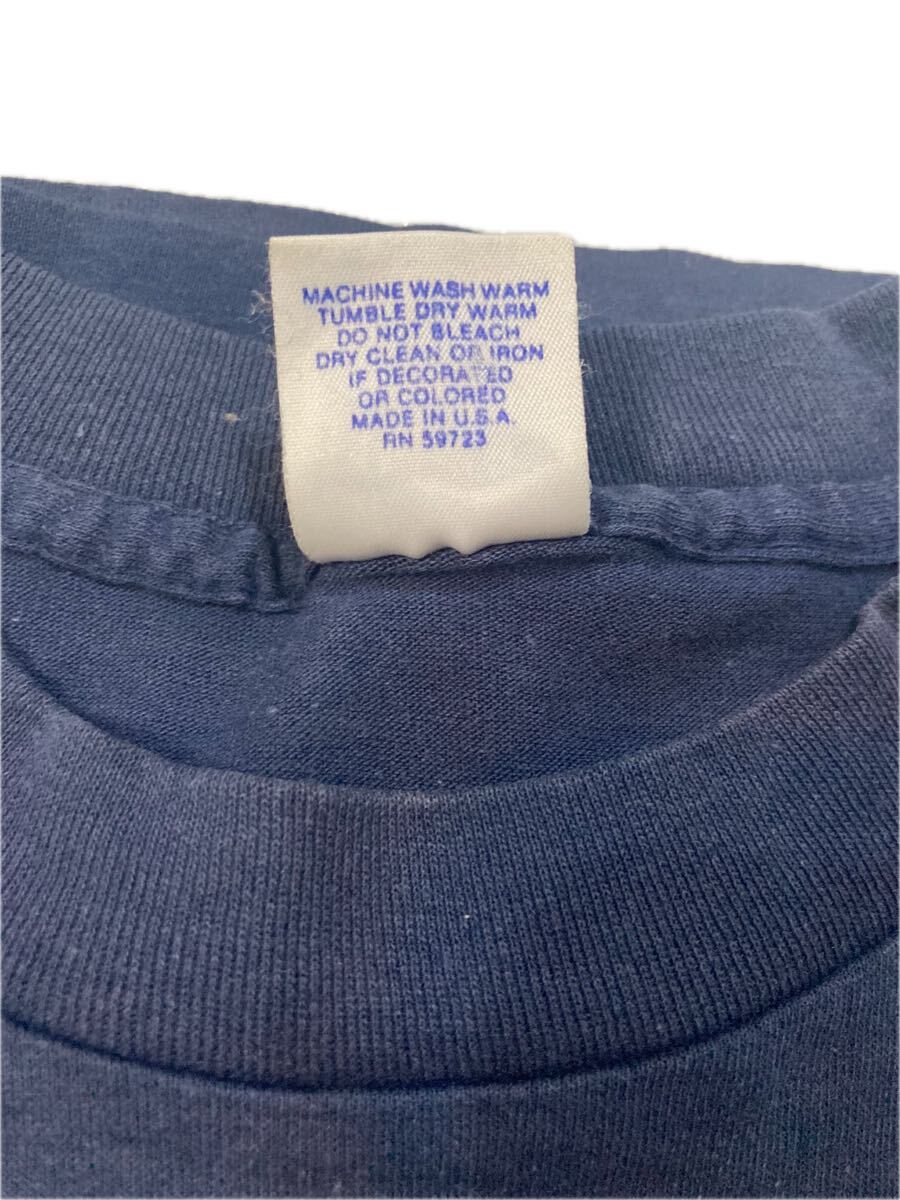 MACHINE WASH WARM
TUMBLE DRY WARM
DO NOT BLEACH
DRY CLEAN OR IRON
IF DECORATED
OR COLORED
MADE IN U.S.A.
RN 59723